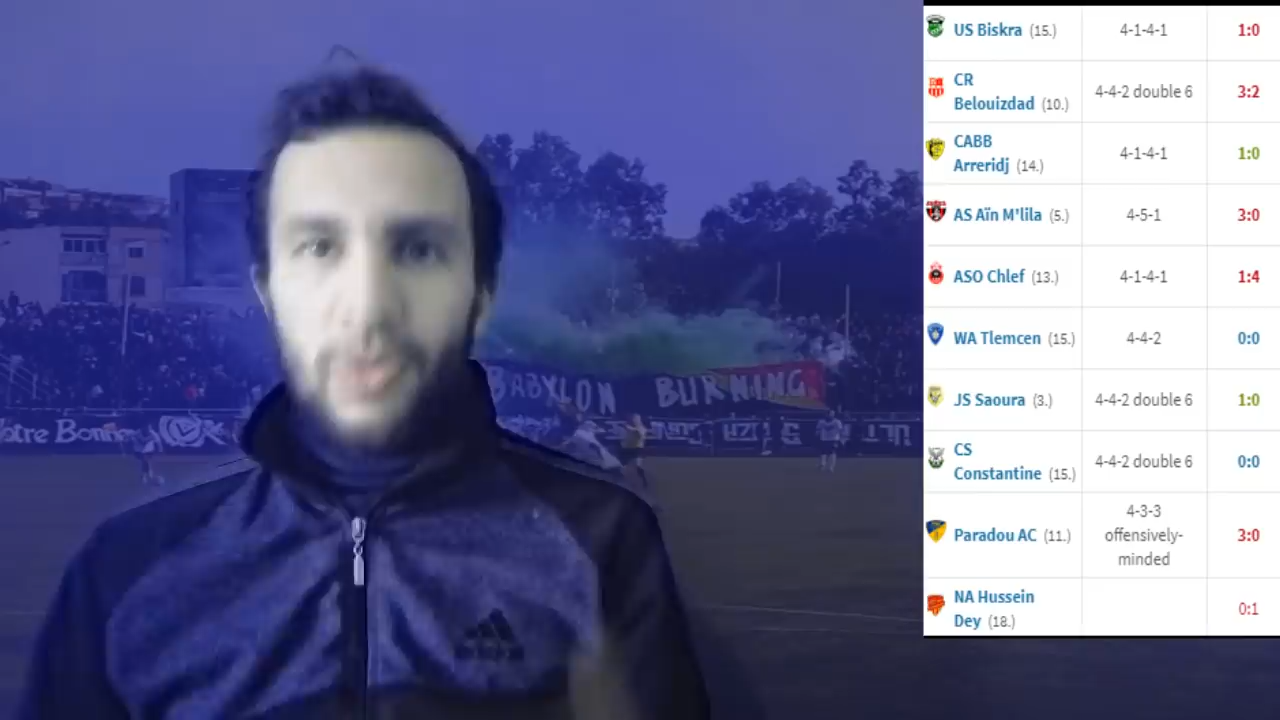 US Biskra (15.) 4-1-4-1 1:0
CR
Belouizdad (10.) 4-4-2 double 6 3:2
CABB
Arreridj (14.) 4-1-4-1 1:0
AS Aïn M'lila (5.) 4-5-1 3:0
ASO Chlef (13.) 4-1-4-1 1:4
WA Tlemcen (15.) 4-4-2 0:0
JS Saoura (3.) 4-4-2 double 6 1:0
CS
Constantine (15.) 4-4-2 double 6 0:0
4-3-3
Paradou AC (11.) offensively- 3:0
minded
NA Hussein
Dey (18.) 0:1
BABYLON BURNING